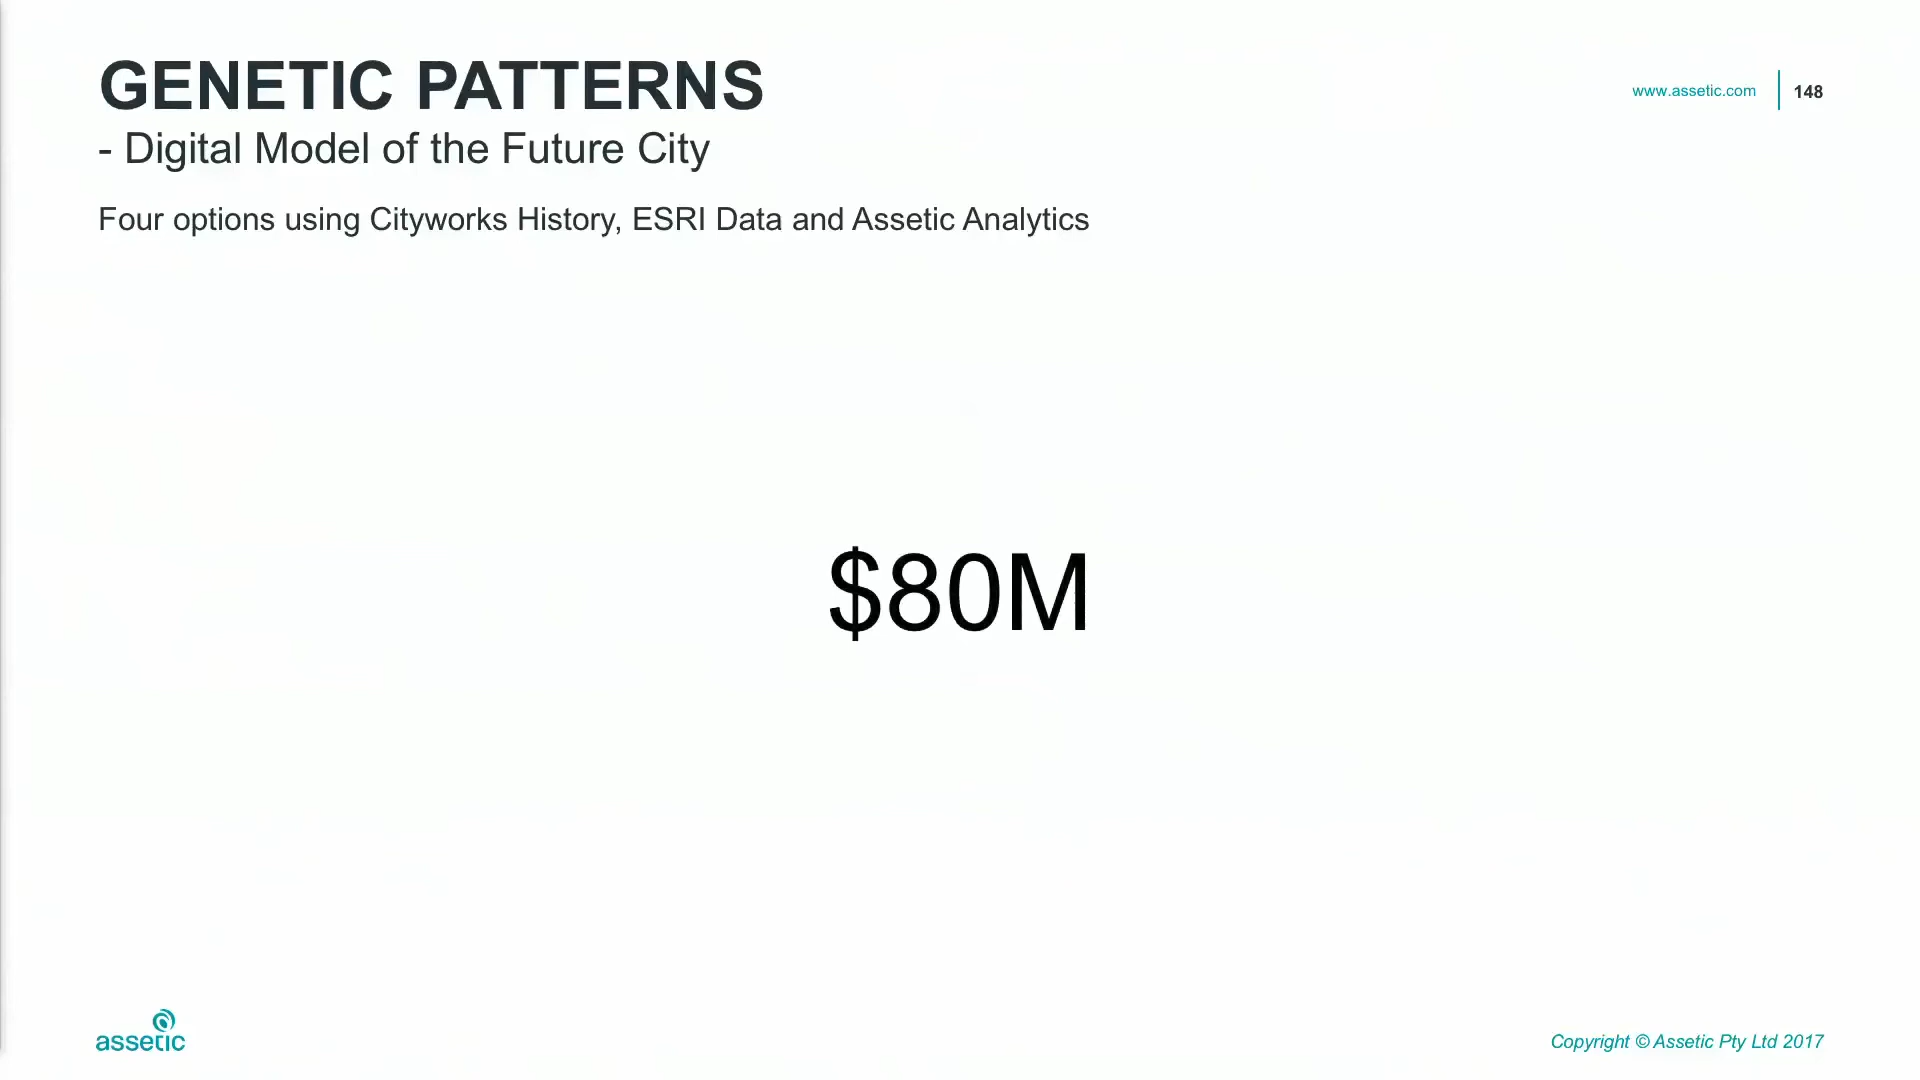 GENETIC PATTERNS
- Digital Model of the Future City
Four options using Cityworks History, ESRI Data and Assetic Analytics
www.assetic.com
148
$80M
assetic
Copyright © Assetic Pty Ltd 2017